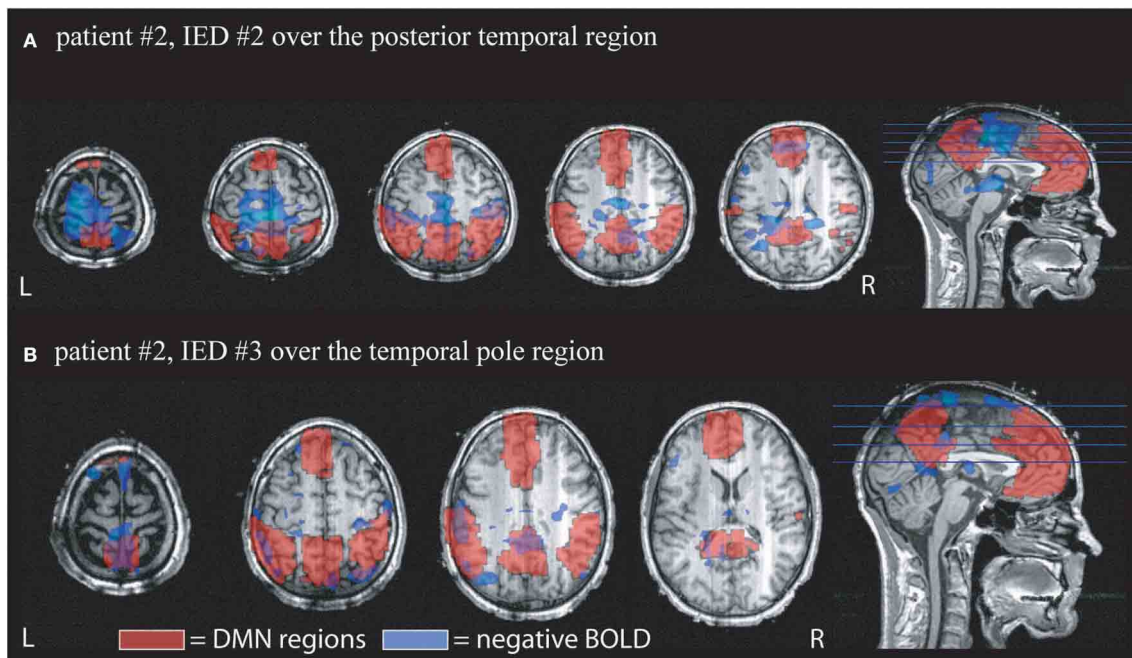 A patient #2, IED #2 over the posterior temporal region
L
R
B patient #2, IED #3 over the temporal pole region
L
= DMN regions = negative BOLD
R